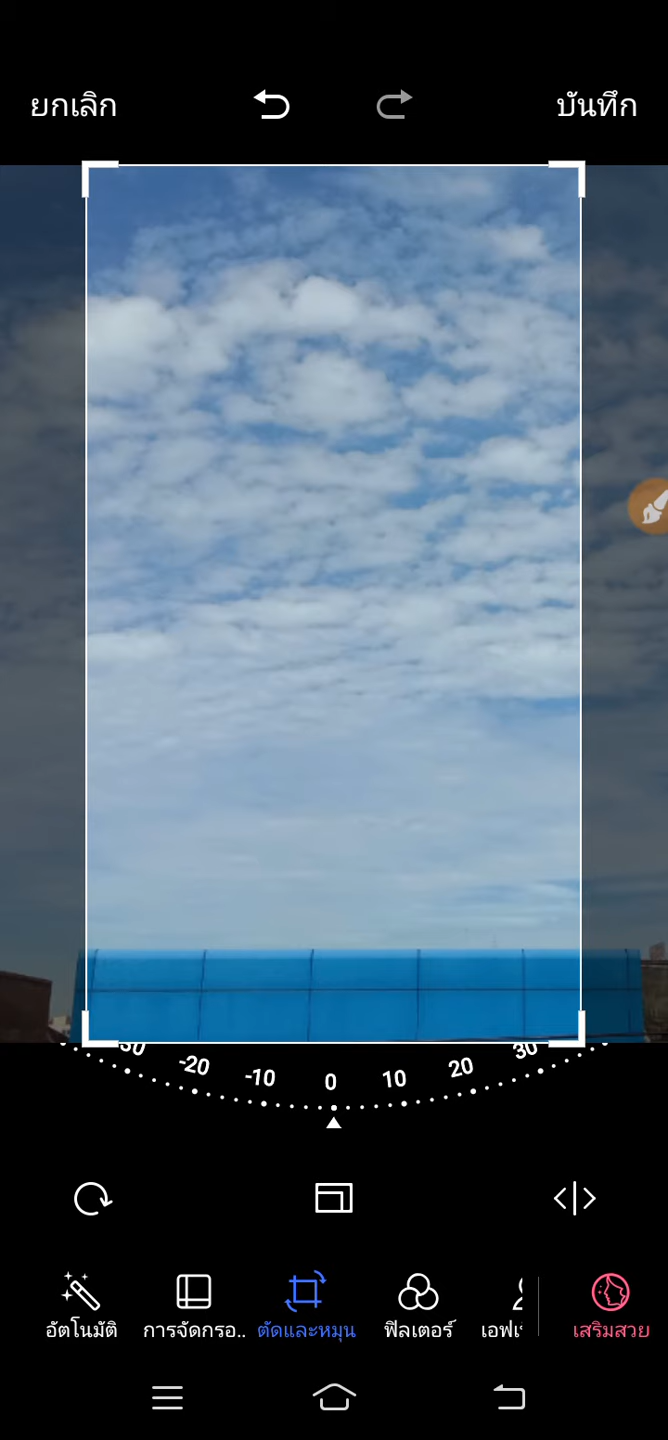 ยกเลิก
บันทึก
-20
-10
0
10
20
30
อัตโนมัติ
การจัดกรอ..
ตัดและหมุน
ฟิลเตอร์
เสริมสวย